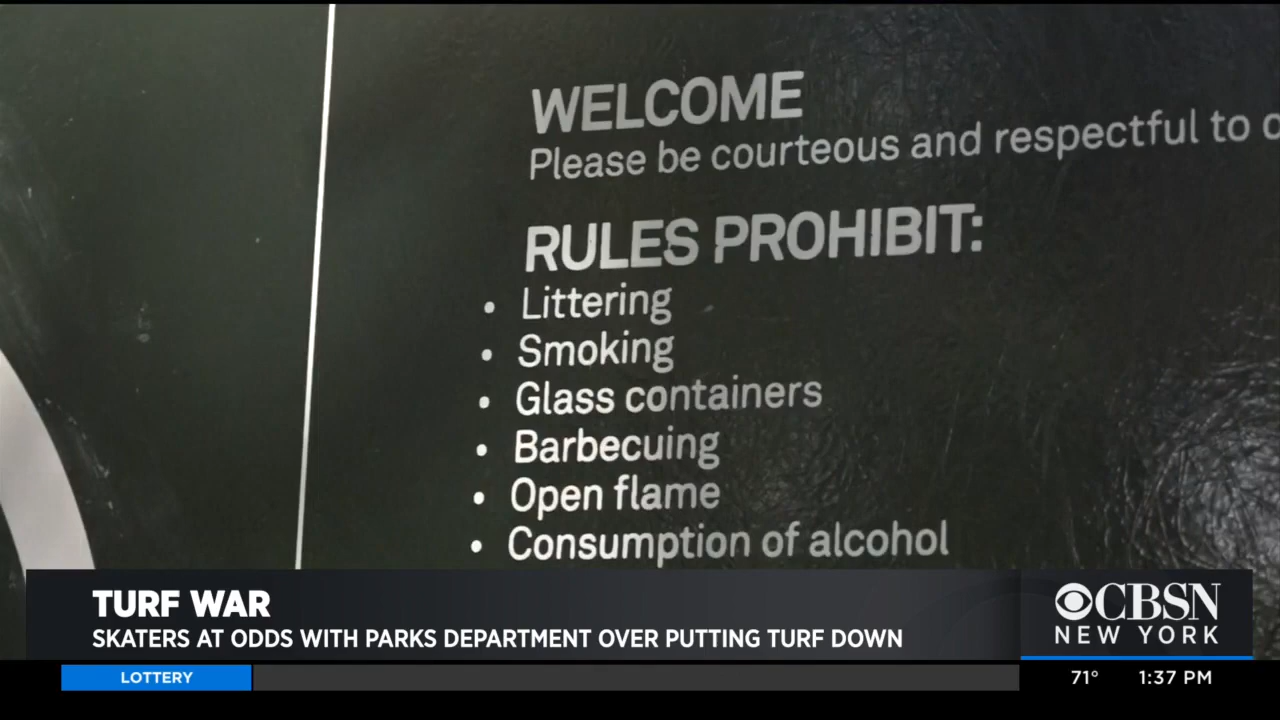 WELCOME
Please be courteous and respectful to
RULES PROHIBIT:
• Littering
• Smoking
• Glass containers
• Barbecuing
• Open flame
• Consumption of alcohol
TURF WAR
SKATERS AT ODDS WITH PARKS DEPARTMENT OVER PUTTING TURF DOWN
CBSN
NEW YORK
LOTTERY
71° 1:37 PM